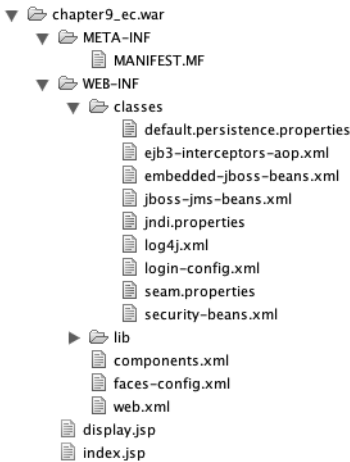 chapter9_ec.war
META-INF
MANIFEST.MF
WEB-INF
classes
default.persistence.properties
ejb3-interceptors-aop.xml
embedded-jboss-beans.xml
jboss-jms-beans.xml
jndi.properties
log4j.xml
login-config.xml
seam.properties
security-beans.xml
lib
components.xml
faces-config.xml
web.xml
display.jsp
index.jsp